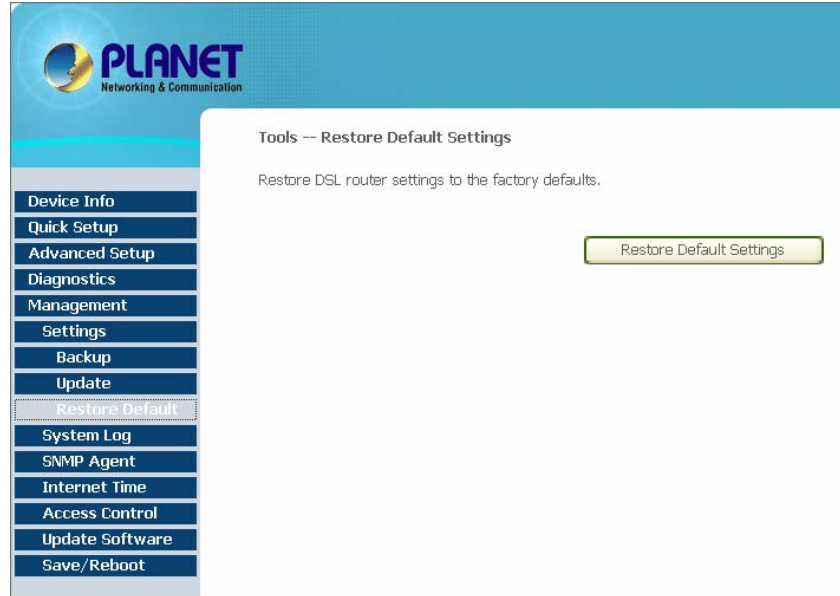 PLANET
Networking & Communication
Tools -- Restore Default Settings
Restore DSL router settings to the factory defaults.
Restore Default Settings
Device Info
Quick Setup
Advanced Setup
Diagnostics
Management
Settings
Backup
Update
Restore Default
System Log
SNMP Agent
Internet Time
Access Control
Update Software
Save/Reboot